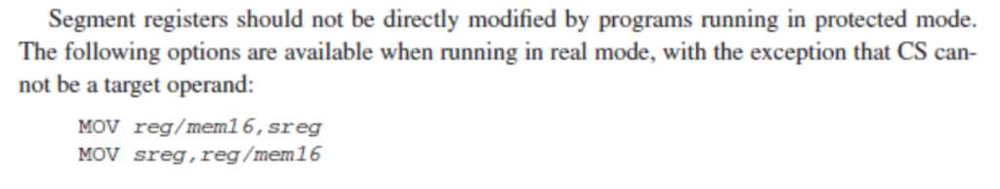 Segment registers should not be directly modified by programs running in protected mode.
The following options are available when running in real mode, with the exception that CS can-
not be a target operand:
MOV reg/mem16,sreg
MOV sreg,reg/mem16